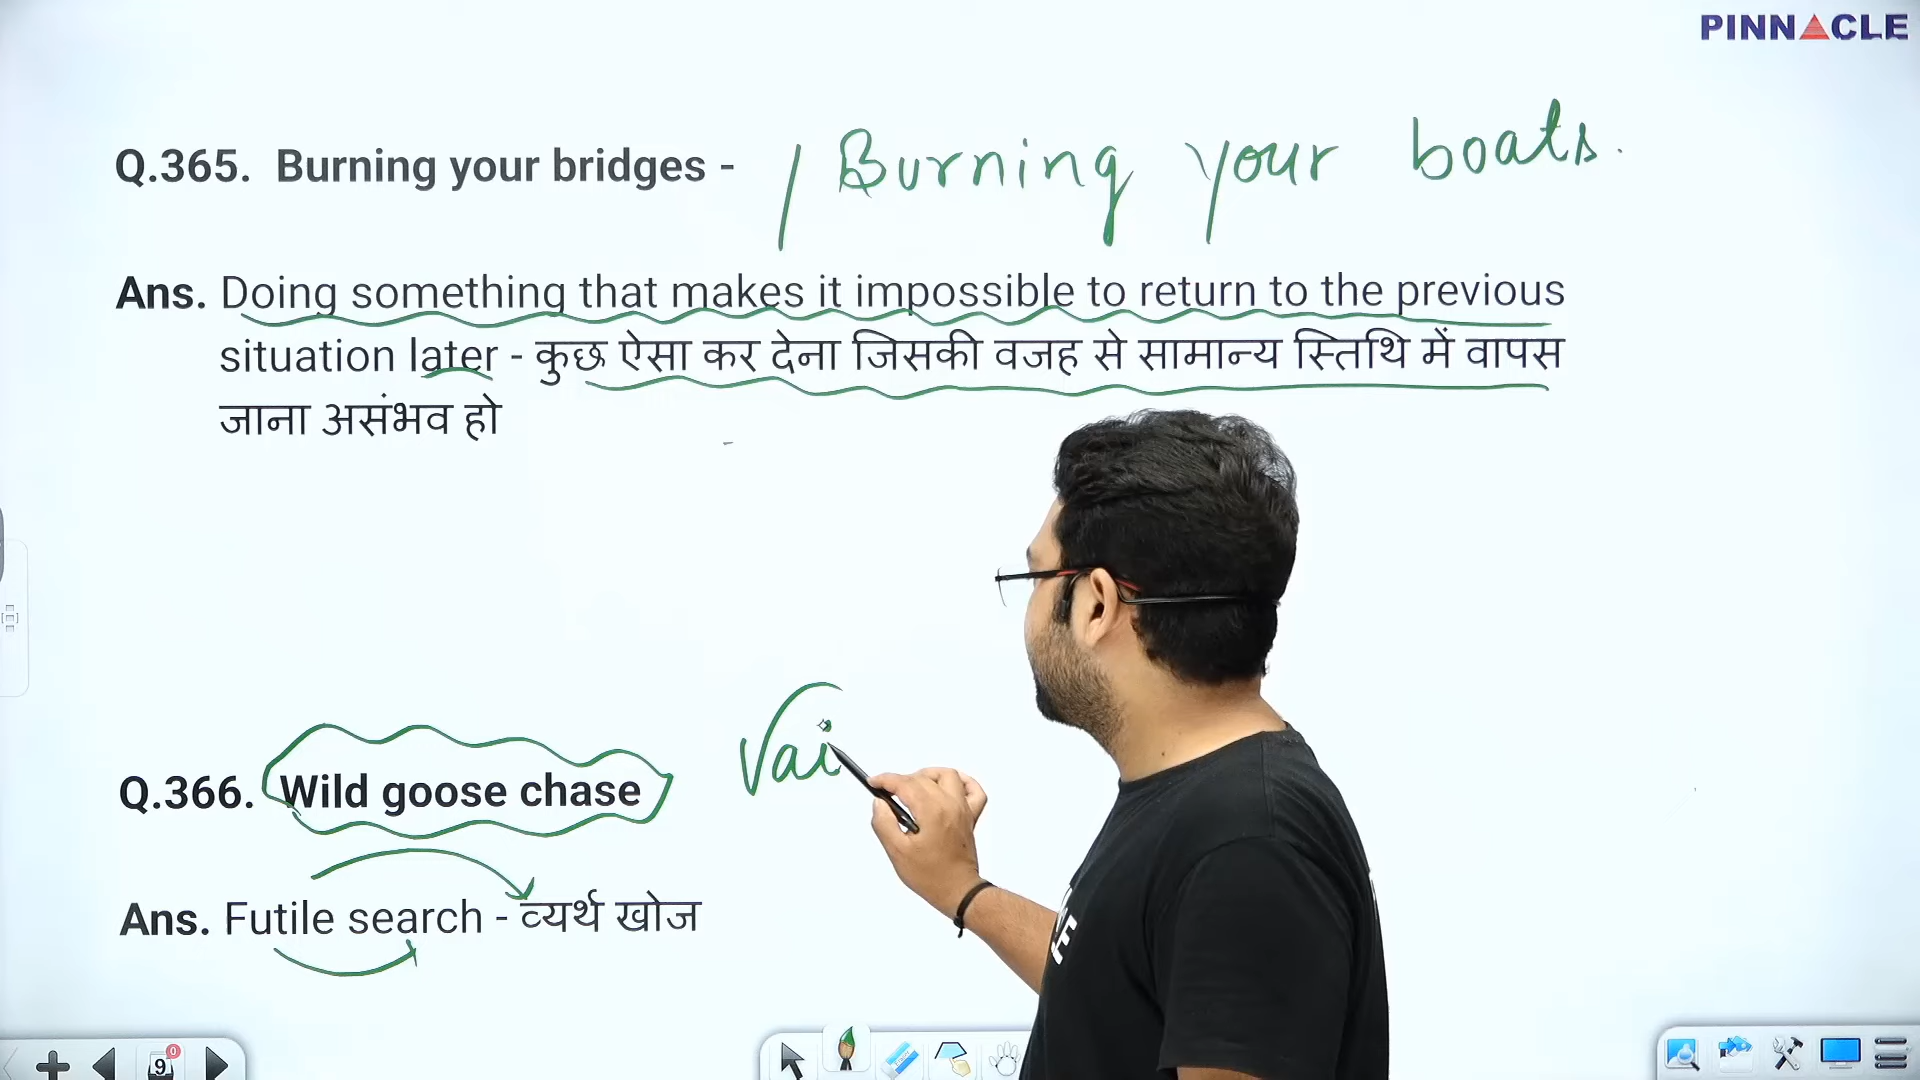 PINNACLE
Q.365. Burning your bridges - / Burning your boats.
Ans. Doing something that makes it impossible to return to the previous
situation later - कुछ ऐसा कर देना जिसकी वजह से सामान्य स्तिथि में वापस
जाना असंभव हो
Q.366. Wild goose chase Vai
Ans. Futile search - व्यर्थ खोज
9 0